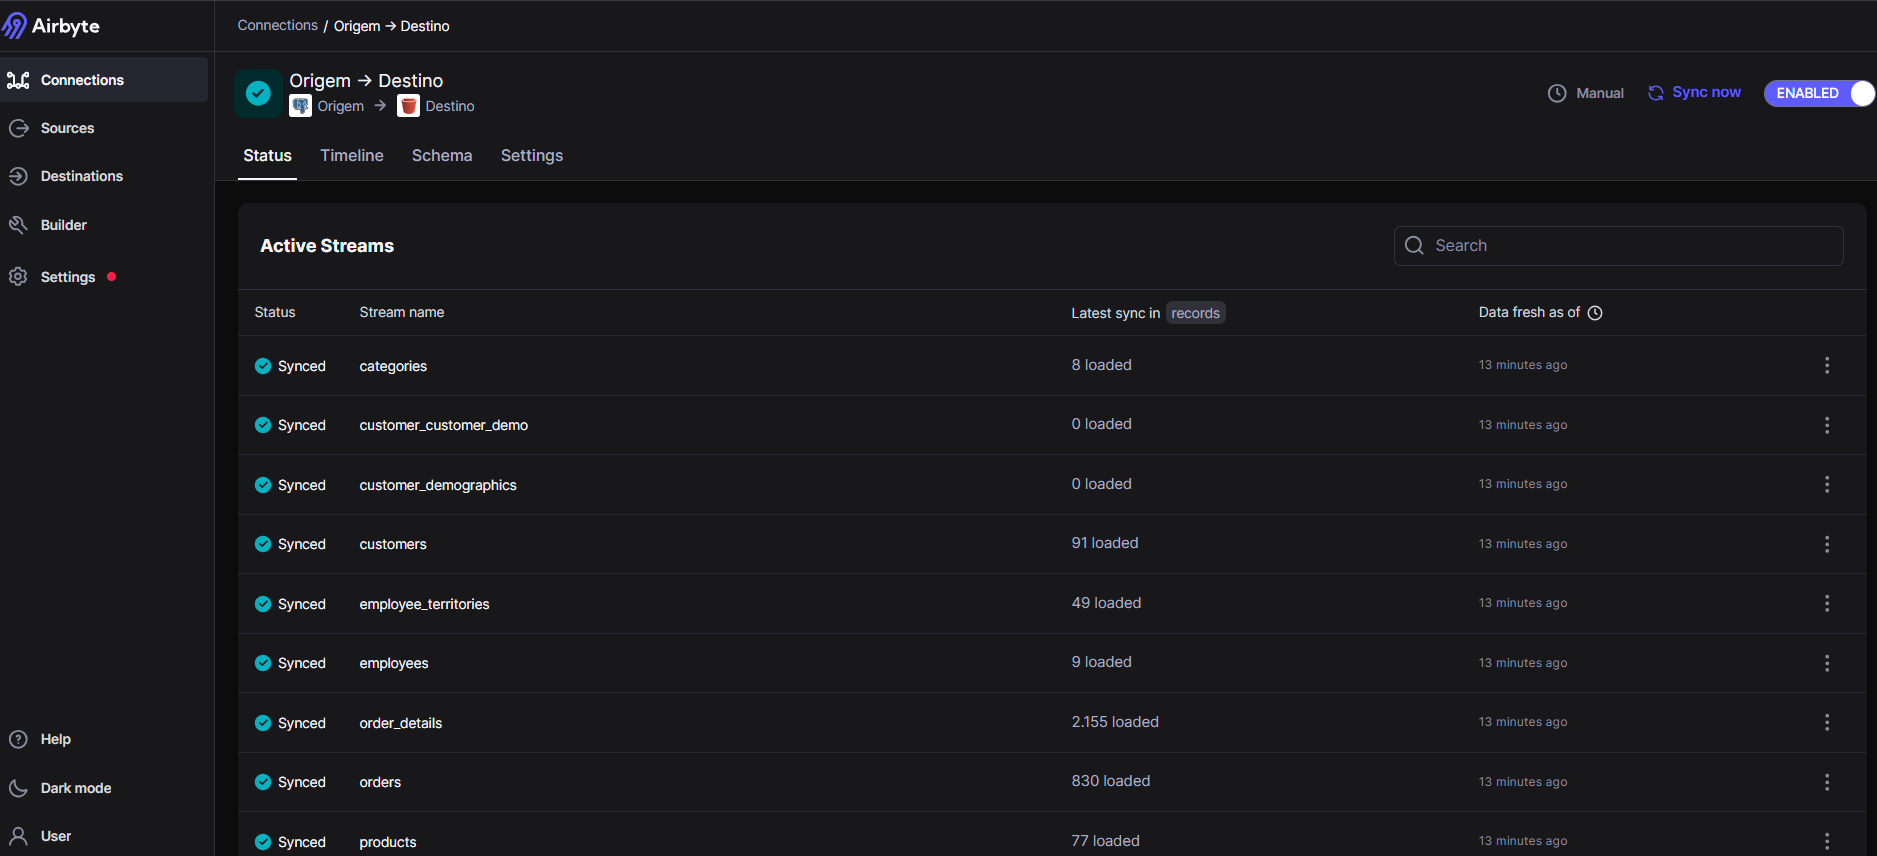 Airbyte
Connections / Origem → Destino
Connections
Sources
Destinations
Builder
Settings
Help
Dark mode
User
Origem → Destino
Origem → Destino
Manual
Sync now
ENABLED
Status Timeline Schema Settings
Active Streams
Search
Status Stream name Latest sync in records Data fresh as of
Synced categories 8 loaded 13 minutes ago
Synced customer_customer_demo 0 loaded 13 minutes ago
Synced customer_demographics 0 loaded 13 minutes ago
Synced customers 91 loaded 13 minutes ago
Synced employee_territories 49 loaded 13 minutes ago
Synced employees 9 loaded 13 minutes ago
Synced order_details 2.155 loaded 13 minutes ago
Synced orders 830 loaded 13 minutes ago
Synced products 77 loaded 13 minutes ago